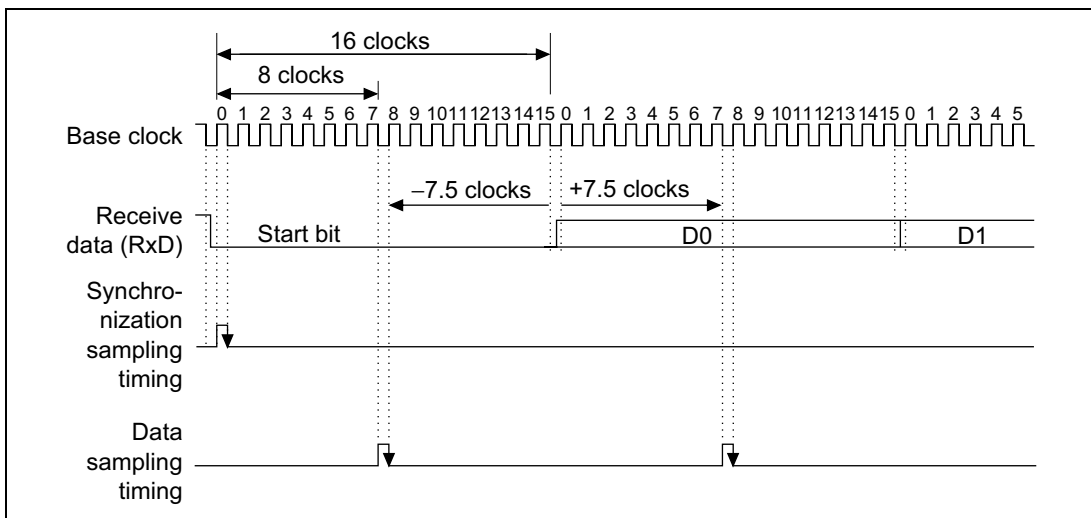 16 clocks
8 clocks
0 1 2 3 4 5 6 7 8 9 10 11 12 13 14 15 0 1 2 3 4 5 6 7 8 9 10 11 12 13 14 15 0 1 2 3 4 5
Base clock
−7.5 clocks +7.5 clocks
Receive
data (RxD)
Start bit D0 D1
Synchro-
nization
sampling
timing
Data
sampling
timing